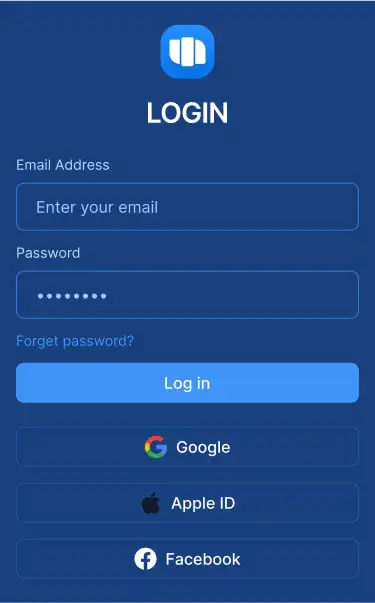 LOGIN
Email Address
Enter your email
Password
Forget password?
Log in
Google
Apple ID
Facebook